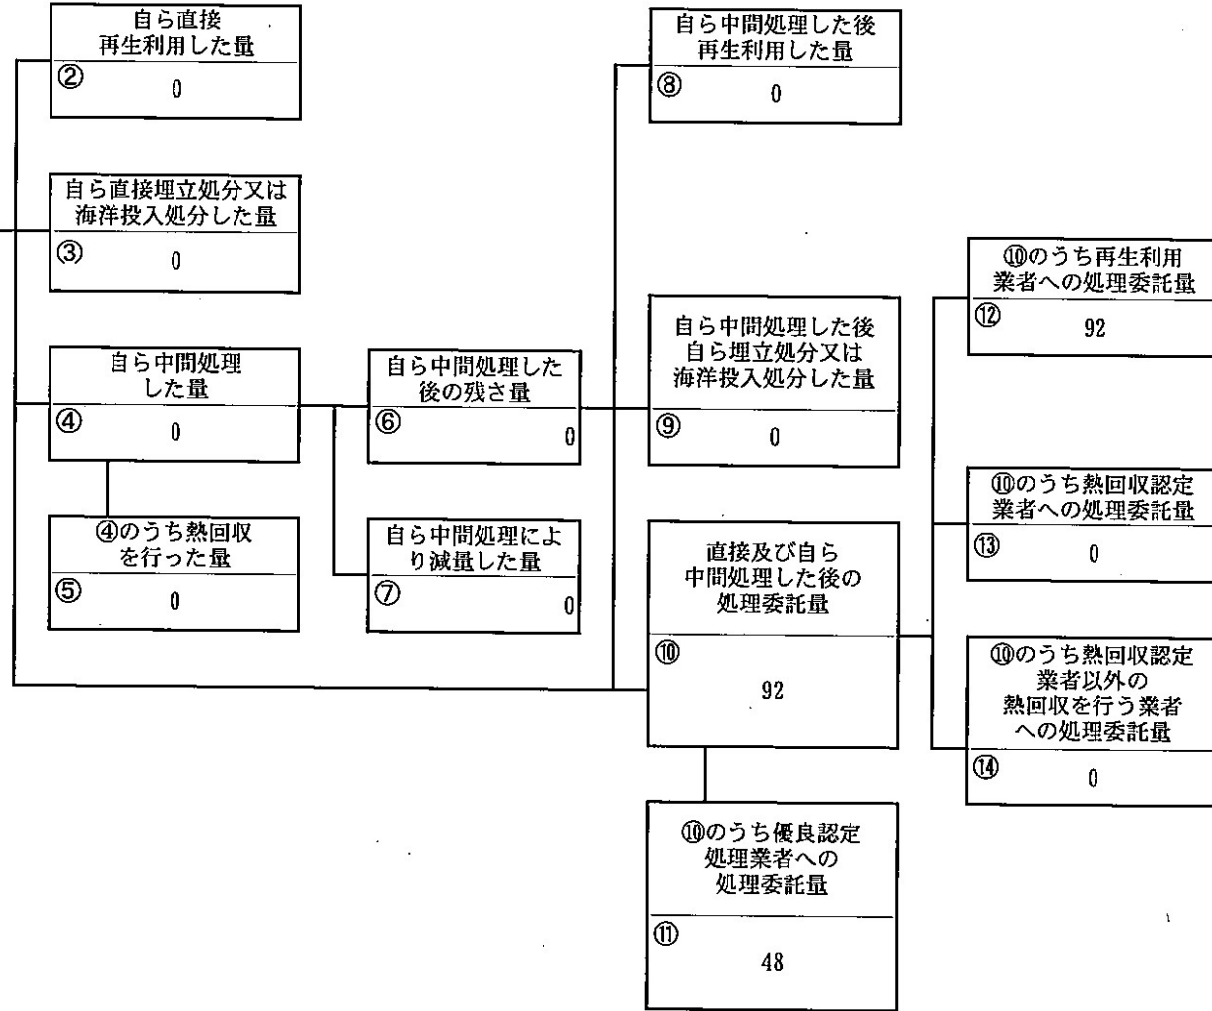 自ら直接
再生利用した量
②
0
自ら直接埋立処分又は
海洋投入処分した量
③
0
自ら中間処理
した量
④
0
④のうち熱回収
を行った量
⑤
0
自ら中間処理した
後の残さ量
⑥
0
自ら中間処理によ
り減量した量
⑦
0
自ら中間処理した後
再生利用した量
⑧
0
自ら中間処理した後
自ら埋立処分又は
海洋投入処分した量
⑨
0
直接及び自ら
中間処理した後の
処理委託量
⑩
92
⑩のうち優良認定
処理業者への
処理委託量
⑪
48
⑩のうち再生利用
業者への処理委託量
⑫
92
⑩のうち熱回収認定
業者への処理委託量
⑬
0
⑩のうち熱回収認定
業者以外の
熱回収を行う業者
への処理委託量
⑭
0